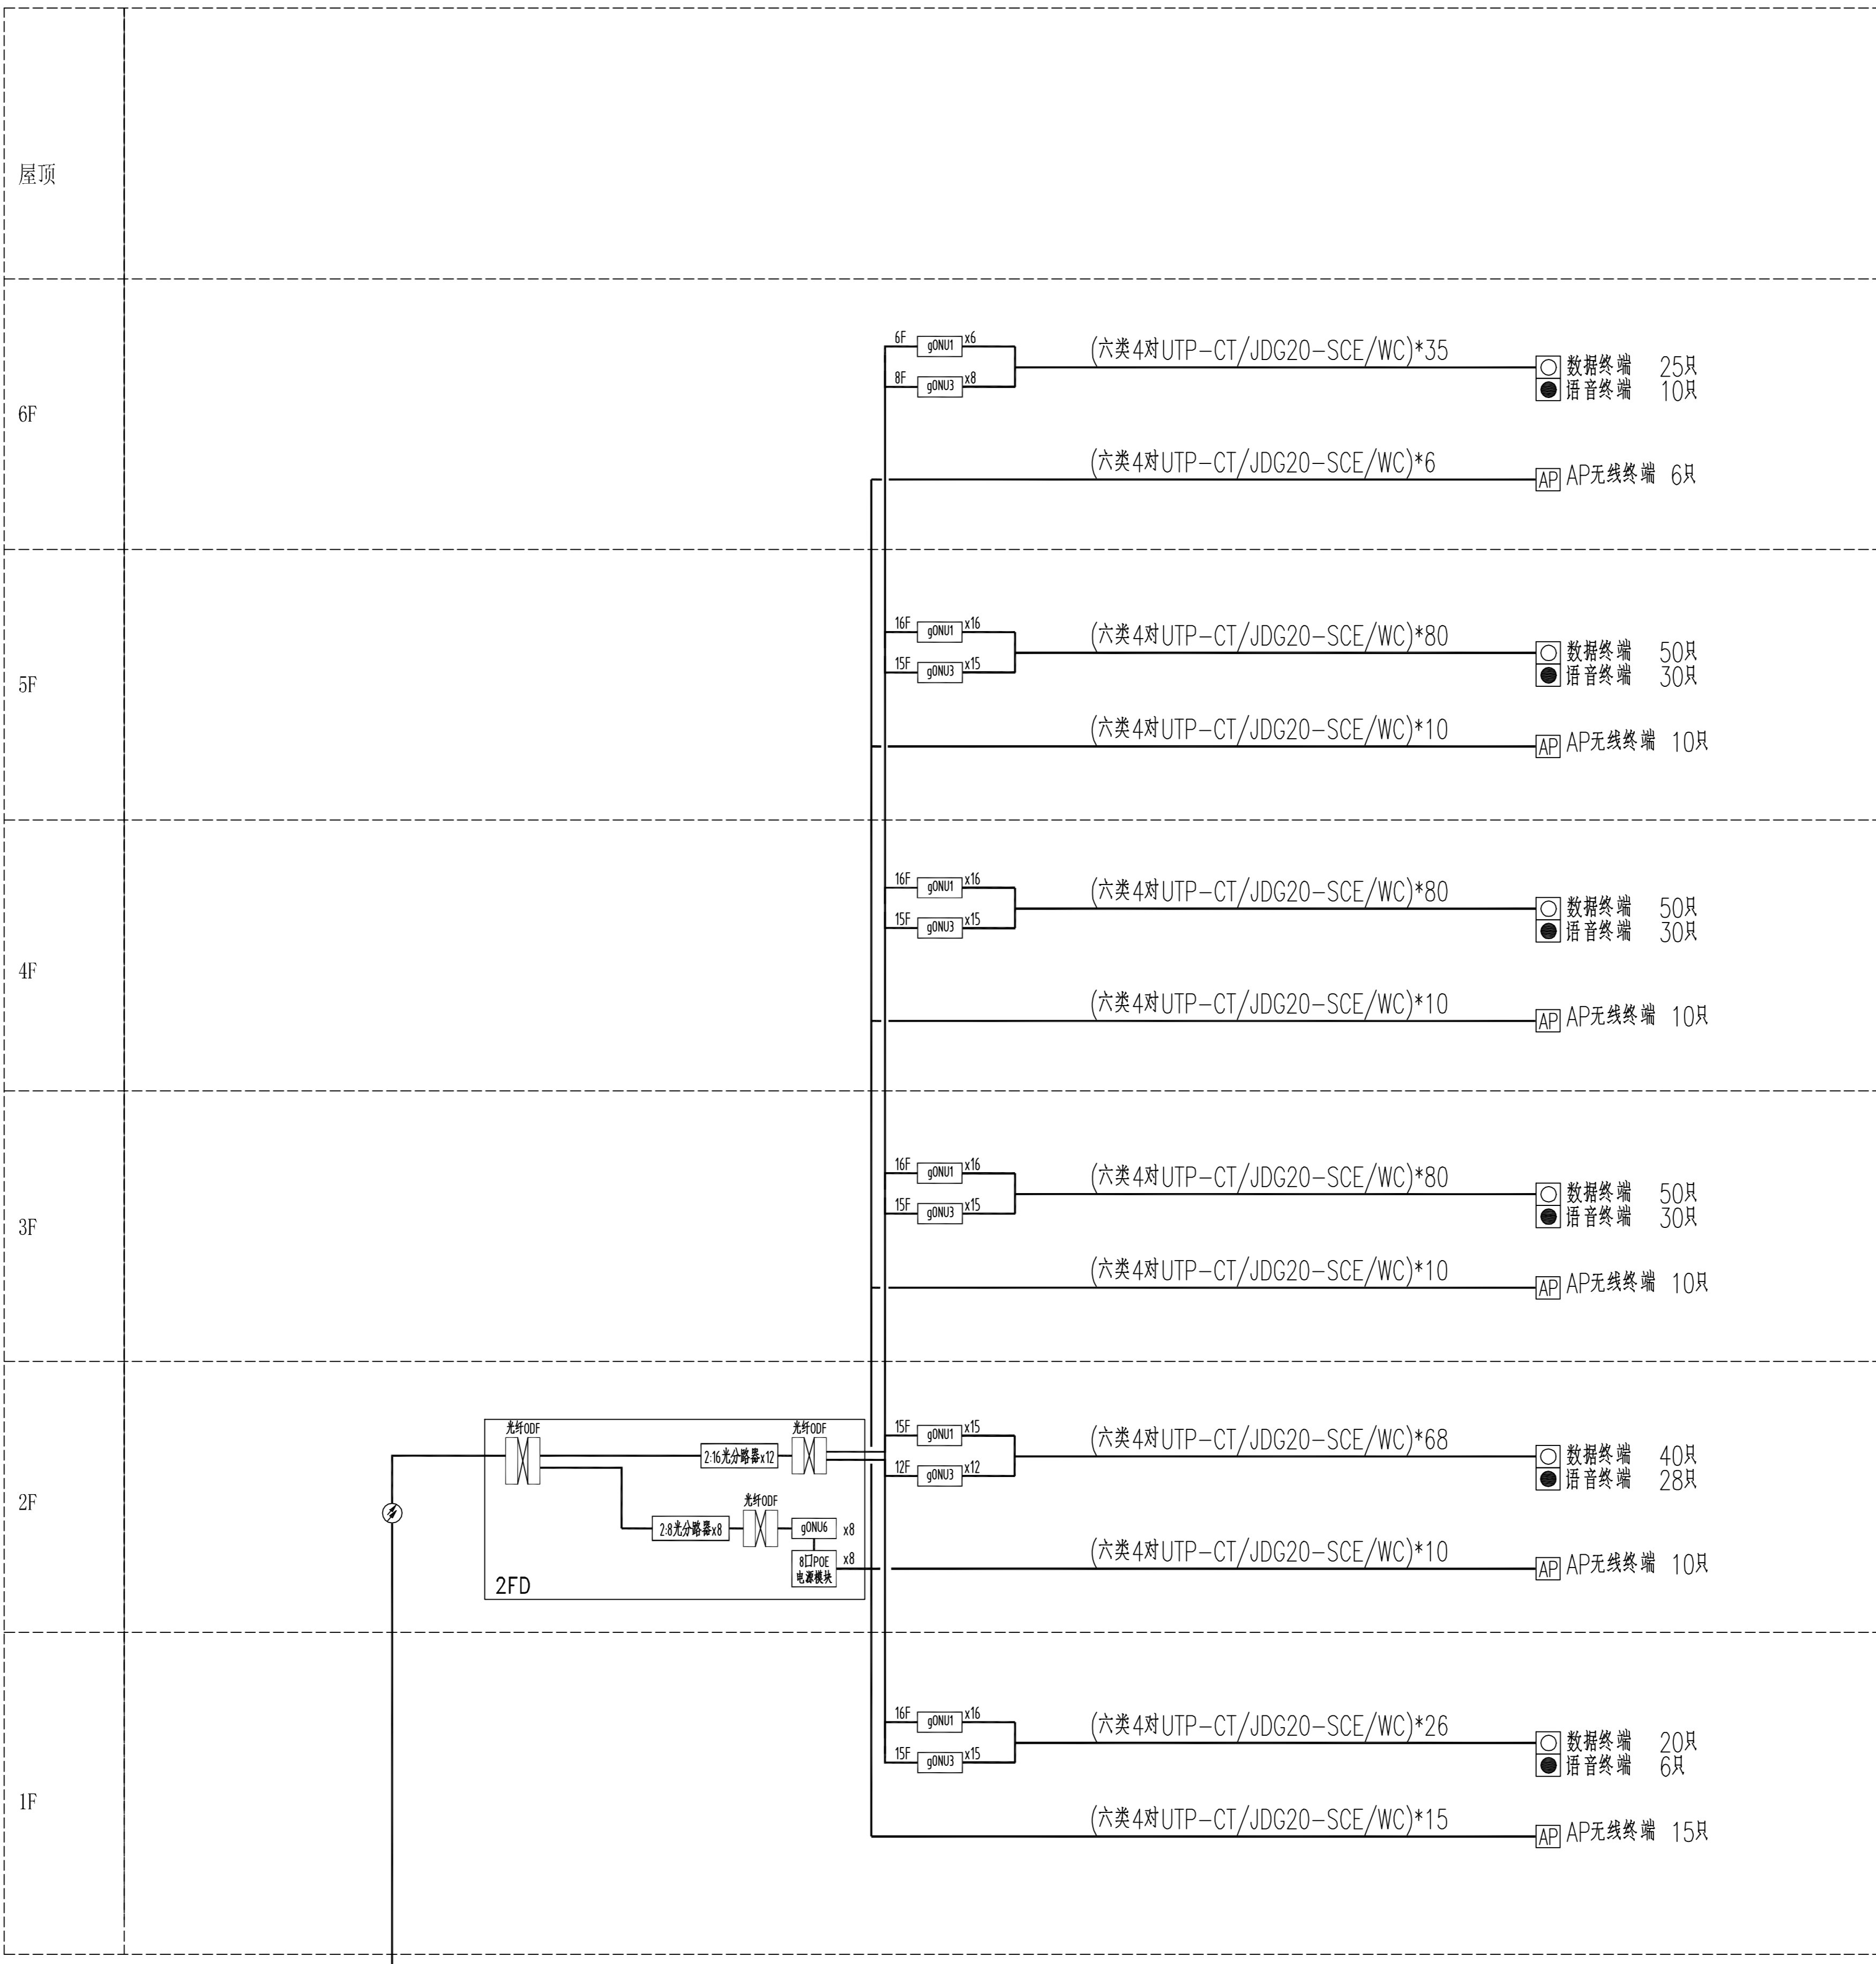 屋顶
6F
6F gONU1 x6
(六类4对UTP-CT/JDG20-SCE/WC)*35
8F gONU3 x8
数据终端 25只
语音终端 10只
(六类4对UTP-CT/JDG20-SCE/WC)*6
AP AP无线终端 6只
5F
16F gONU1 x16
(六类4对UTP-CT/JDG20-SCE/WC)*80
15F gONU3 x15
数据终端 50只
语音终端 30只
(六类4对UTP-CT/JDG20-SCE/WC)*10
AP AP无线终端 10只
4F
16F gONU1 x16
(六类4对UTP-CT/JDG20-SCE/WC)*80
15F gONU3 x15
数据终端 50只
语音终端 30只
(六类4对UTP-CT/JDG20-SCE/WC)*10
AP AP无线终端 10只
3F
16F gONU1 x16
(六类4对UTP-CT/JDG20-SCE/WC)*80
15F gONU3 x15
数据终端 50只
语音终端 30只
(六类4对UTP-CT/JDG20-SCE/WC)*10
AP AP无线终端 10只
2F
光纤ODF
2:16光分路器x12
光纤ODF
2:8光分路器x8
光纤ODF
gONU6 x8
8口POE
电源模块
x8
2FD
15F gONU1 x15
(六类4对UTP-CT/JDG20-SCE/WC)*68
12F gONU3 x12
数据终端 40只
语音终端 28只
(六类4对UTP-CT/JDG20-SCE/WC)*10
AP AP无线终端 10只
1F
16F gONU1 x16
(六类4对UTP-CT/JDG20-SCE/WC)*26
15F gONU3 x15
数据终端 20只
语音终端 6只
(六类4对UTP-CT/JDG20-SCE/WC)*15
AP AP无线终端 15只